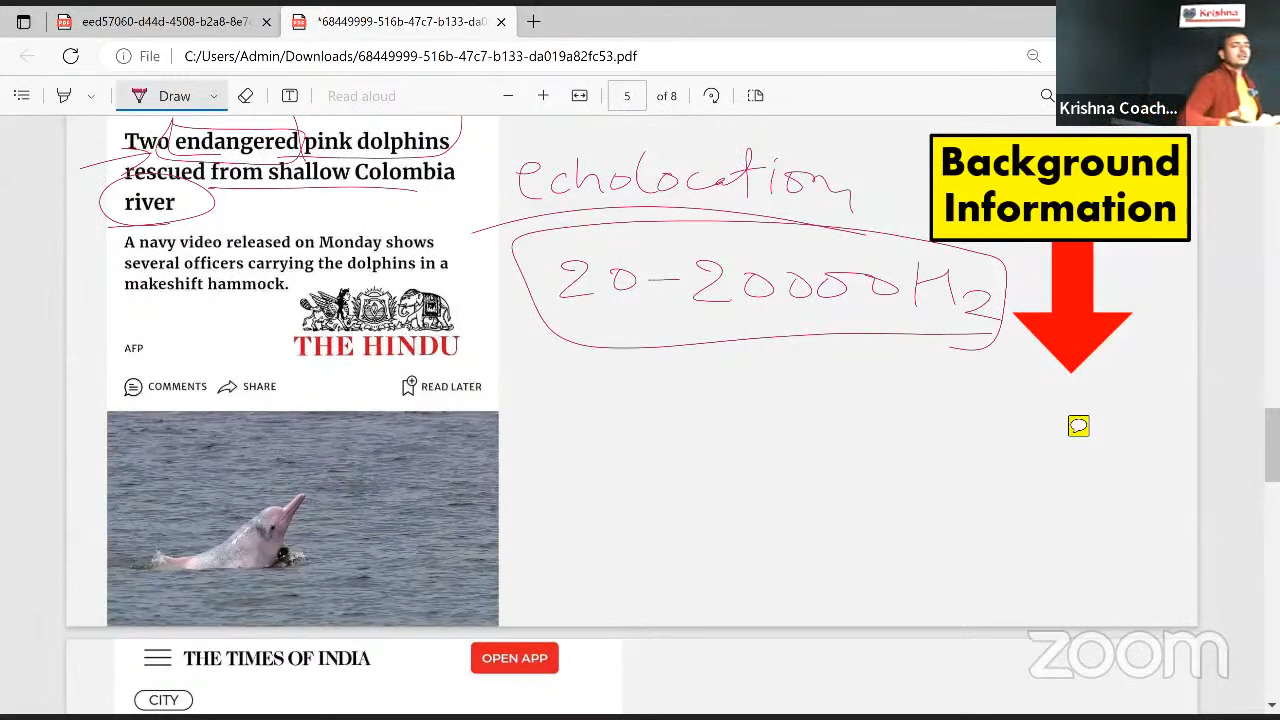 eed57060-d44d-4508-b2a8-8e7
*68449999-516b-47c7-b133-dc
File
C:/Users/Admin/Downloads/68449999-516b-47c7-b133-d
9a82fc53.pdf
Draw
Read aloud
5
of 8
Krishna
Krishna Coach...
Two endangered pink dolphins
rescued from shallow Colombia
river
A navy video released on Monday shows
several officers carrying the dolphins in a
makeshift hammock.
THE HINDU
AFP
COMMENTS
SHARE
READ LATER
echolocation
20-20000Hz
Background
Information
THE TIMES OF INDIA
OPEN APP
CITY
zoom